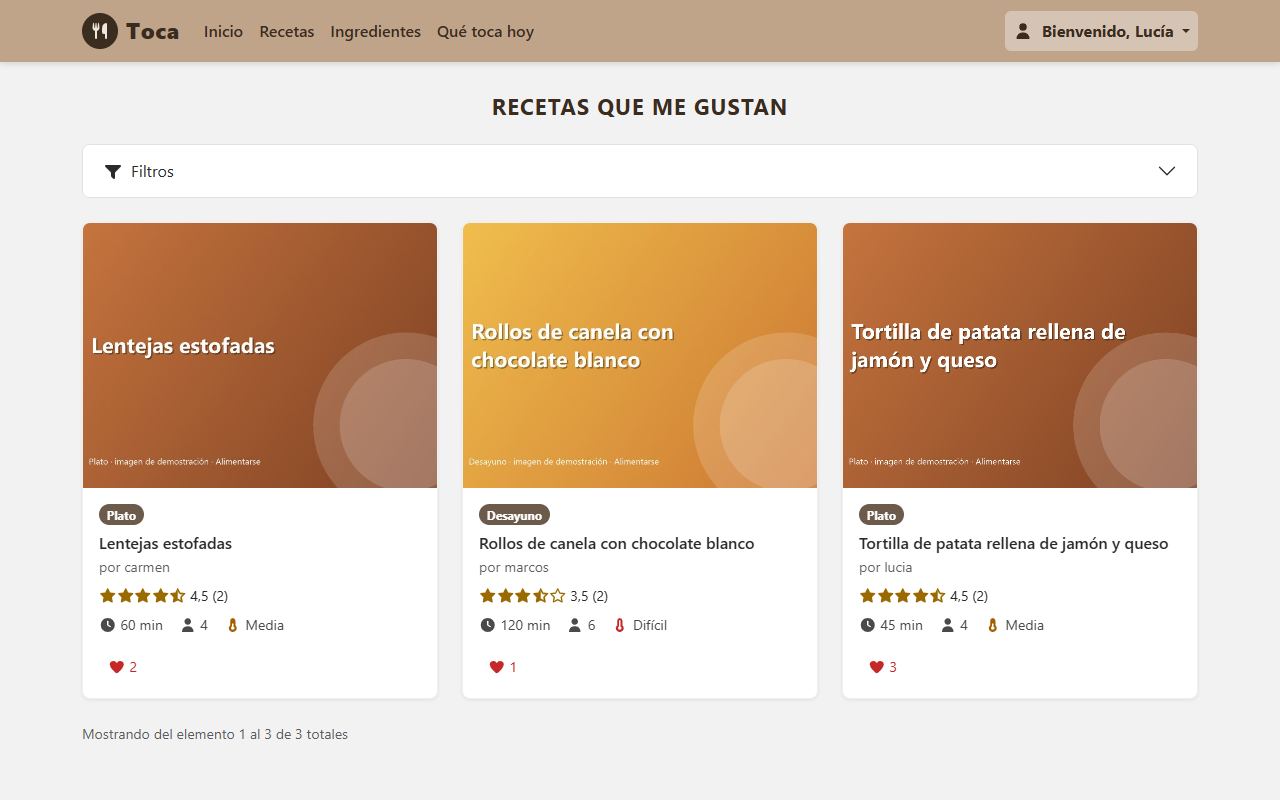 Toca
Inicio
Recetas
Ingredientes
Qué toca hoy
Bienvenido, Lucía
RECETAS QUE ME GUSTAN
Filtros
Lentejas estofadas
Plato · imagen de demostración · Alimentarse
Plato
Lentejas estofadas
por carmen
4,5 (2)
60 min
4
Media
2
Rollos de canela con
chocolate blanco
Desayuno · imagen de demostración · Alimentarse
Desayuno
Rollos de canela con chocolate blanco
por marcos
3,5 (2)
120 min
6
Difícil
1
Tortilla de patata rellena de
jamón y queso
Plato · imagen de demostración · Alimentarse
Plato
Tortilla de patata rellena de jamón y queso
por lucia
4,5 (2)
45 min
4
Media
3
Mostrando del elemento 1 al 3 de 3 totales